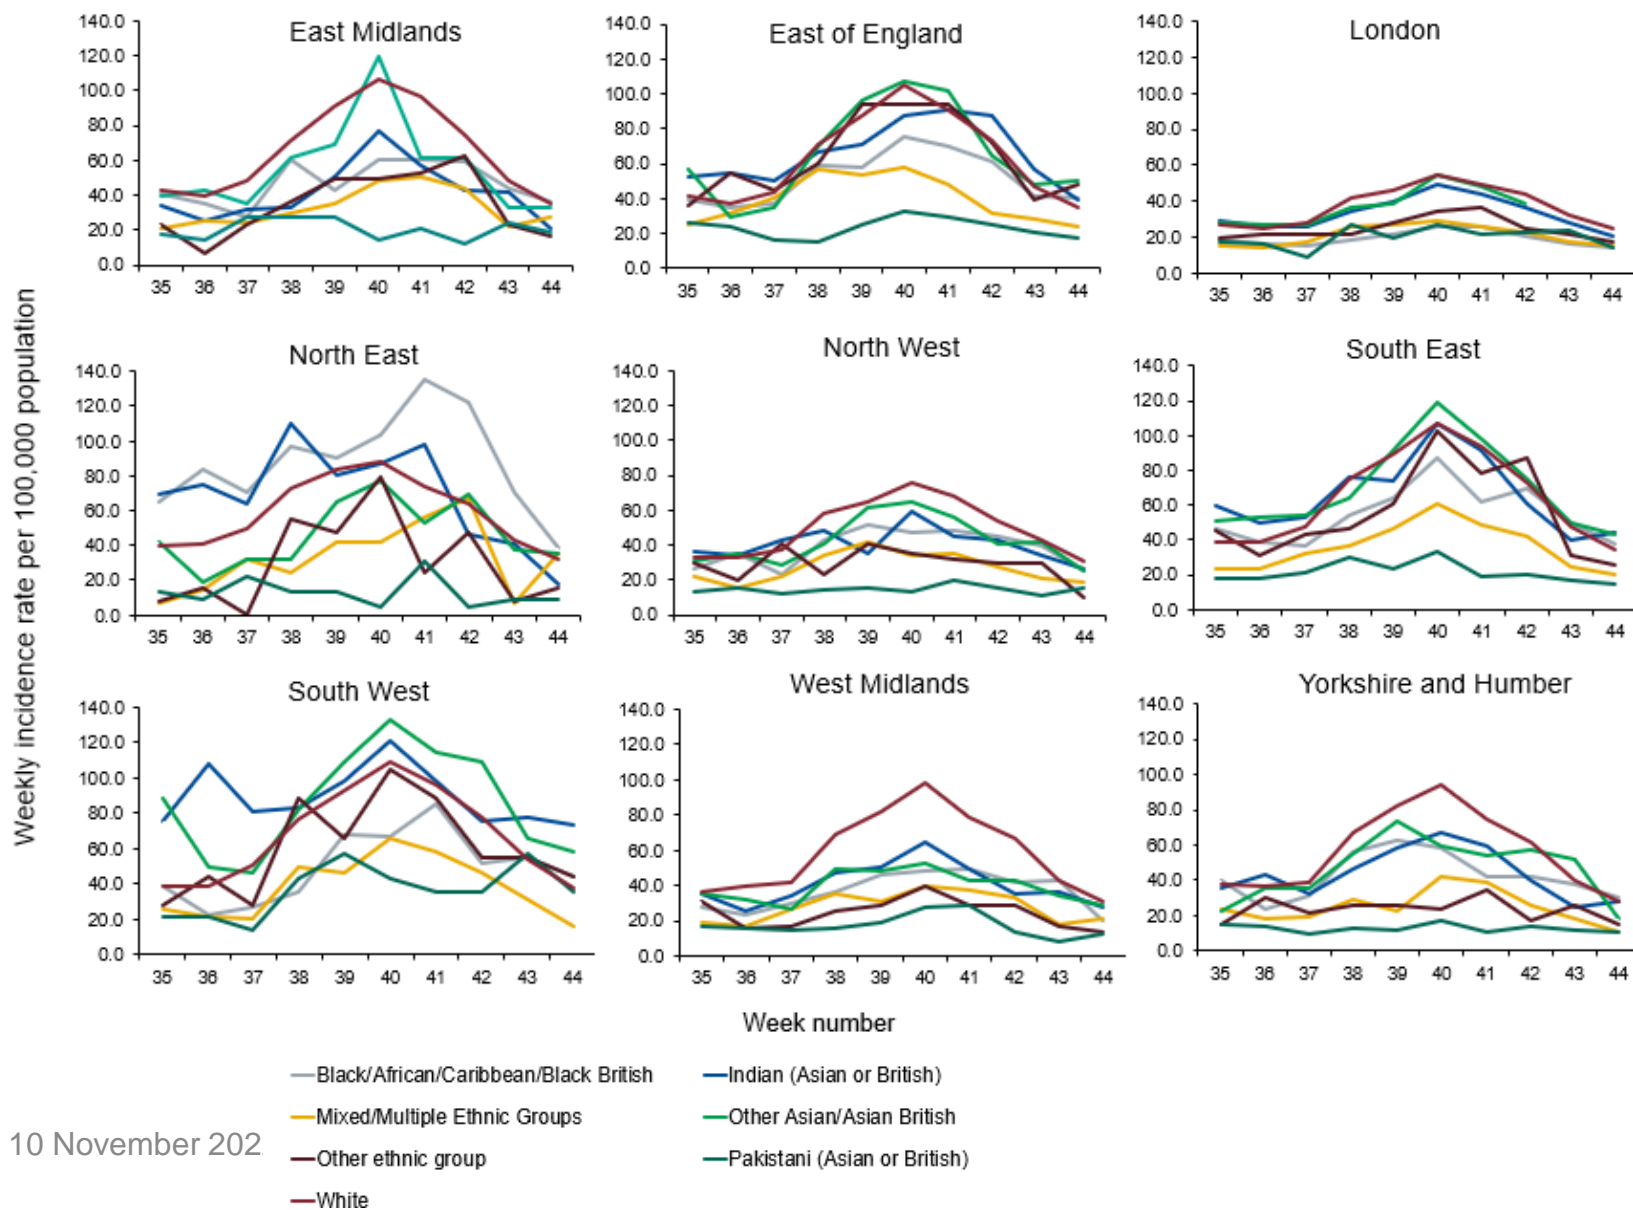 Weekly incidence rate per 100,000 population
East Midlands
140.0
120.0
100.0
80.0
60.0
40.0
20.0
0.0
35 36 37 38 39 40 41 42 43 44
East of England
140.0
120.0
100.0
80.0
60.0
40.0
20.0
0.0
35 36 37 38 39 40 41 42 43 44
London
140.0
120.0
100.0
80.0
60.0
40.0
20.0
0.0
35 36 37 38 39 40 41 42 43 44
North East
140.0
120.0
100.0
80.0
60.0
40.0
20.0
0.0
35 36 37 38 39 40 41 42 43 44
North West
140.0
120.0
100.0
80.0
60.0
40.0
20.0
0.0
35 36 37 38 39 40 41 42 43 44
South East
140.0
120.0
100.0
80.0
60.0
40.0
20.0
0.0
35 36 37 38 39 40 41 42 43 44
South West
140.0
120.0
100.0
80.0
60.0
40.0
20.0
0.0
35 36 37 38 39 40 41 42 43 44
West Midlands
140.0
120.0
100.0
80.0
60.0
40.0
20.0
0.0
35 36 37 38 39 40 41 42 43 44
Yorkshire and Humber
140.0
120.0
100.0
80.0
60.0
40.0
20.0
0.0
35 36 37 38 39 40 41 42 43 44
Week number
Black/African/Caribbean/Black British
Indian (Asian or British)
Mixed/Multiple Ethnic Groups
Other Asian/Asian British
Other ethnic group
Pakistani (Asian or British)
White
10 November 202